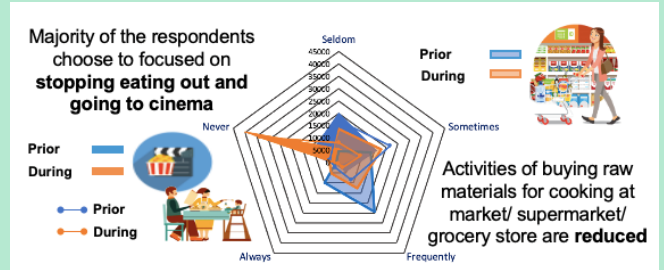 Majority of the respondents
choose to focused on
stopping eating out and
going to cinema
Prior
During
Prior
During
Seldom
45000
40000
35000
30000
25000
20000
15000
10000
5000
0
Never
Sometimes
Always
Frequently
Prior
During
Activities of buying raw
materials for cooking at
market/ supermarket/
grocery store are reduced